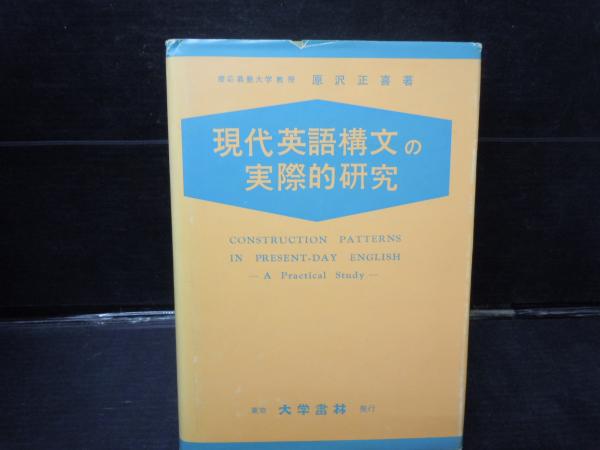 慶応義塾大学教授 原沢正喜著
現代英語構文の
実際的研究
CONSTRUCTION PATTERNS
IN PRESENT-DAY ENGLISH
— A Practical Study —
東京 大学書林 発行